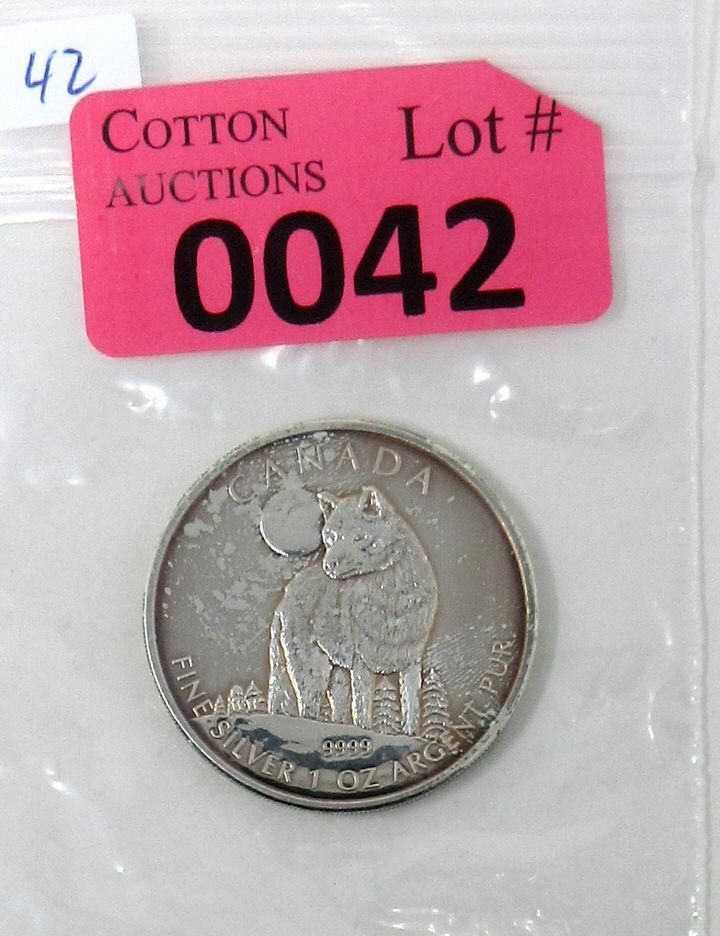 42
COTTON
AUCTIONS
Lot #
0042
CANADA
9999
FINE SILVER 1 OZ ARGENT PUR